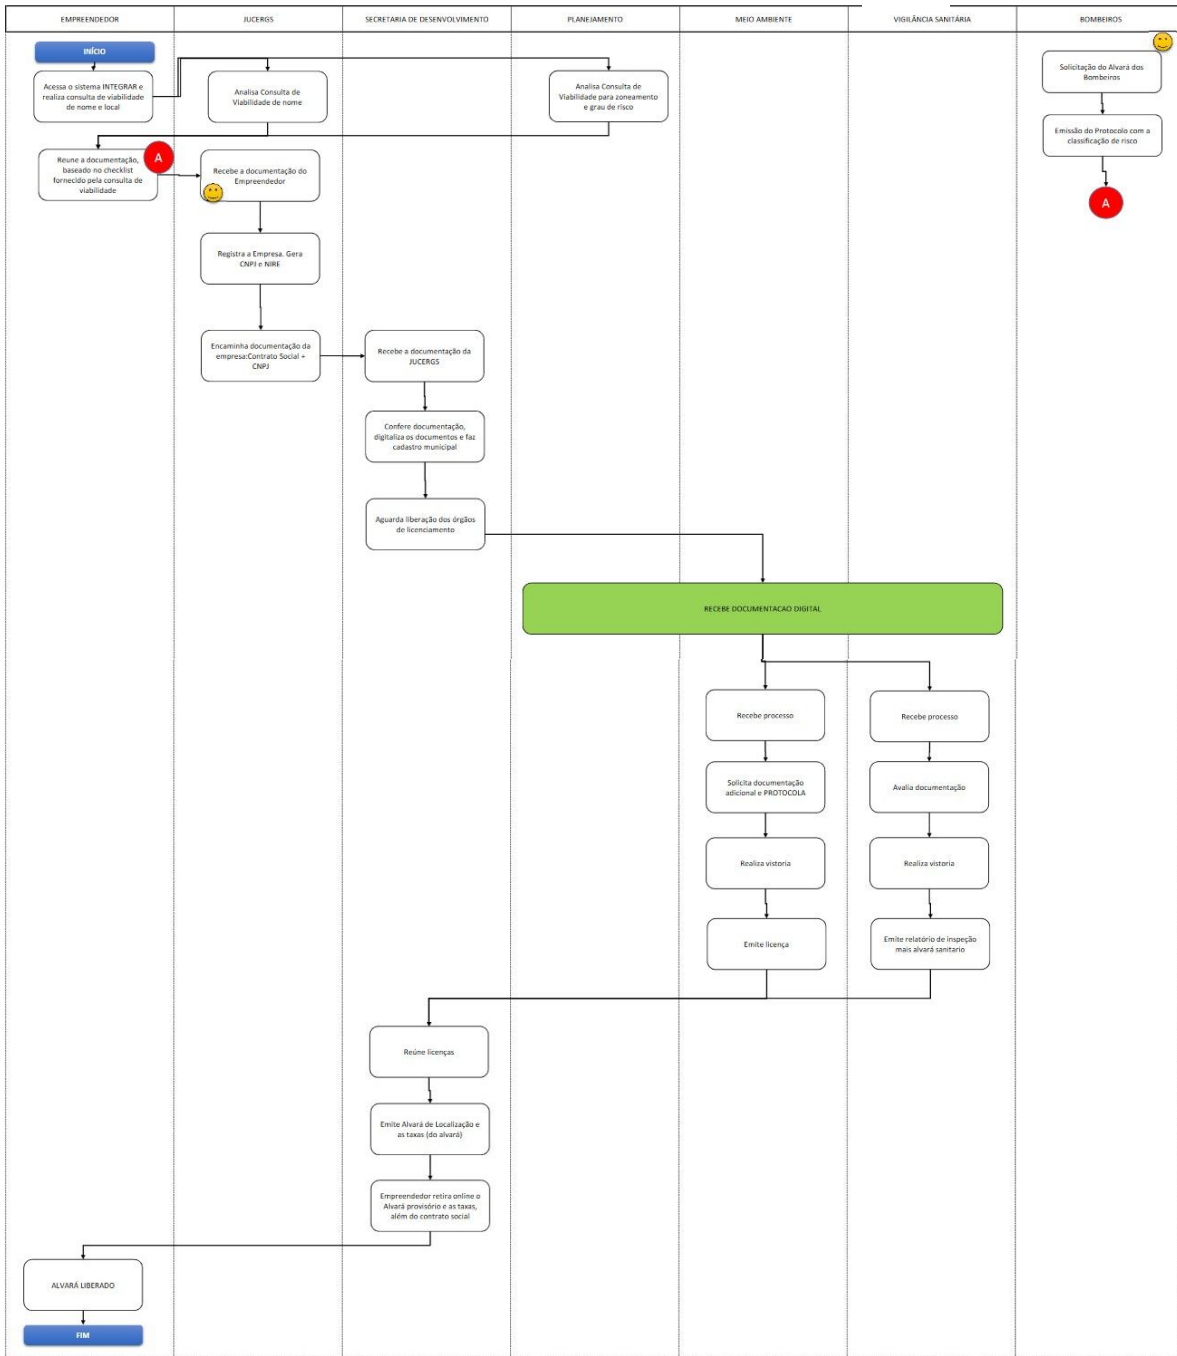 EMPREENDEDOR
JUCERGS
SECRETARIA DE DESENVOLVIMENTO
PLANEJAMENTO
MEIO AMBIENTE
VIGILÂNCIA SANITÁRIA
BOMBEIROS
INÍCIO
Acessa o sistema INTEGRAR e
realiza consulta de viabilidade
de nome e local
Analisa Consulta de
Viabilidade de nome
Analisa Consulta de
Viabilidade para zoneamento
e grau de risco
Solicitação do Alvará dos
Bombeiros
Emissão do Protocolo com a
classificação de risco
A
Reune a documentação,
baseado no checklist
fornecido pela consulta de
viabilidade
A
Recebe a documentação do
Empreendedor
Registra a Empresa. Gera
CNPJ e NIRE
Encaminha documentação da
empresa:Contrato Social +
CNPJ
Recebe a documentação da
JUCERGS
Confere documentação,
digitaliza os documentos e faz
cadastro municipal
Aguarda liberação dos órgãos
de licenciamento
RECEBE DOCUMENTACAO DIGITAL
Recebe processo
Recebe processo
Solicita documentação
adicional e PROTOCOLA
Avalia documentação
Realiza vistoria
Realiza vistoria
Emite licença
Emite relatório de inspeção
mais alvará sanitario
Reúne licenças
Emite Alvará de Localização e
as taxas (do alvará)
Empreendedor retira online o
Alvará provisório e as taxas,
além do contrato social
ALVARÁ LIBERADO
FIM